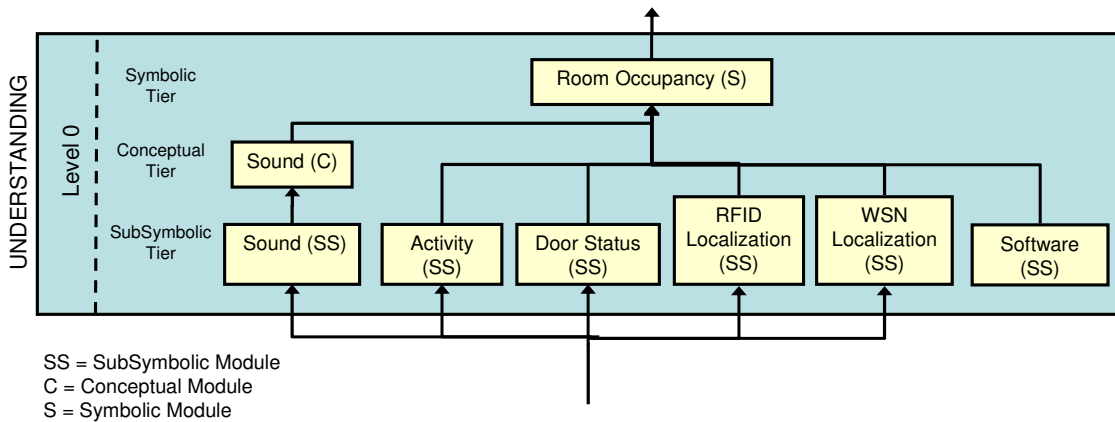 UNDERSTANDING
Level 0
Symbolic
Tier
Room Occupancy (S)
Conceptual
Tier
Sound (C)
SubSymbolic
Tier
Sound (SS)
Activity
(SS)
Door Status
(SS)
RFID
Localization
(SS)
WSN
Localization
(SS)
Software
(SS)
SS = SubSymbolic Module
C = Conceptual Module
S = Symbolic Module